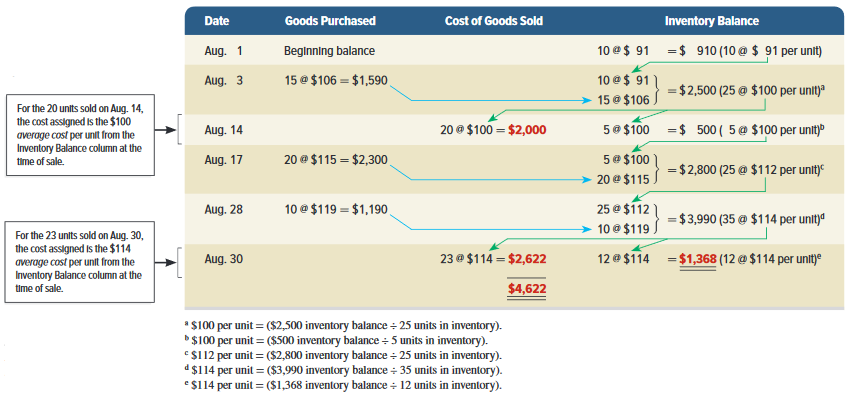 Date Goods Purchased Cost of Goods Sold Inventory Balance
Aug. 1 Beginning balance 10 @ $ 91 = $ 910 (10 @ $ 91 per unit)
Aug. 3 15 @ $106 = $1,590 10 @ $ 91
15 @ $106
= $2,500 (25 @ $100 per unit)a
For the 20 units sold on Aug. 14,
the cost assigned is the $100
average cost per unit from the
Inventory Balance column at the
time of sale.
Aug. 14 20 @ $100 = $2,000 5 @ $100 = $ 500 ( 5 @ $100 per unit)b
Aug. 17 20 @ $115 = $2,300 5 @ $100
20 @ $115
= $2,800 (25 @ $112 per unit)c
Aug. 28 10 @ $119 = $1,190 25 @ $112
10 @ $119
= $3,990 (35 @ $114 per unit)d
For the 23 units sold on Aug. 30,
the cost assigned is the $114
average cost per unit from the
Inventory Balance column at the
time of sale.
Aug. 30 23 @ $114 = $2,622 12 @ $114 = $1,368 (12 @ $114 per unit)e
$4,622
a $100 per unit = ($2,500 inventory balance ÷ 25 units in inventory).
b $100 per unit = ($500 inventory balance ÷ 5 units in inventory).
c $112 per unit = ($2,800 inventory balance ÷ 25 units in inventory).
d $114 per unit = ($3,990 inventory balance ÷ 35 units in inventory).
e $114 per unit = ($1,368 inventory balance ÷ 12 units in inventory).